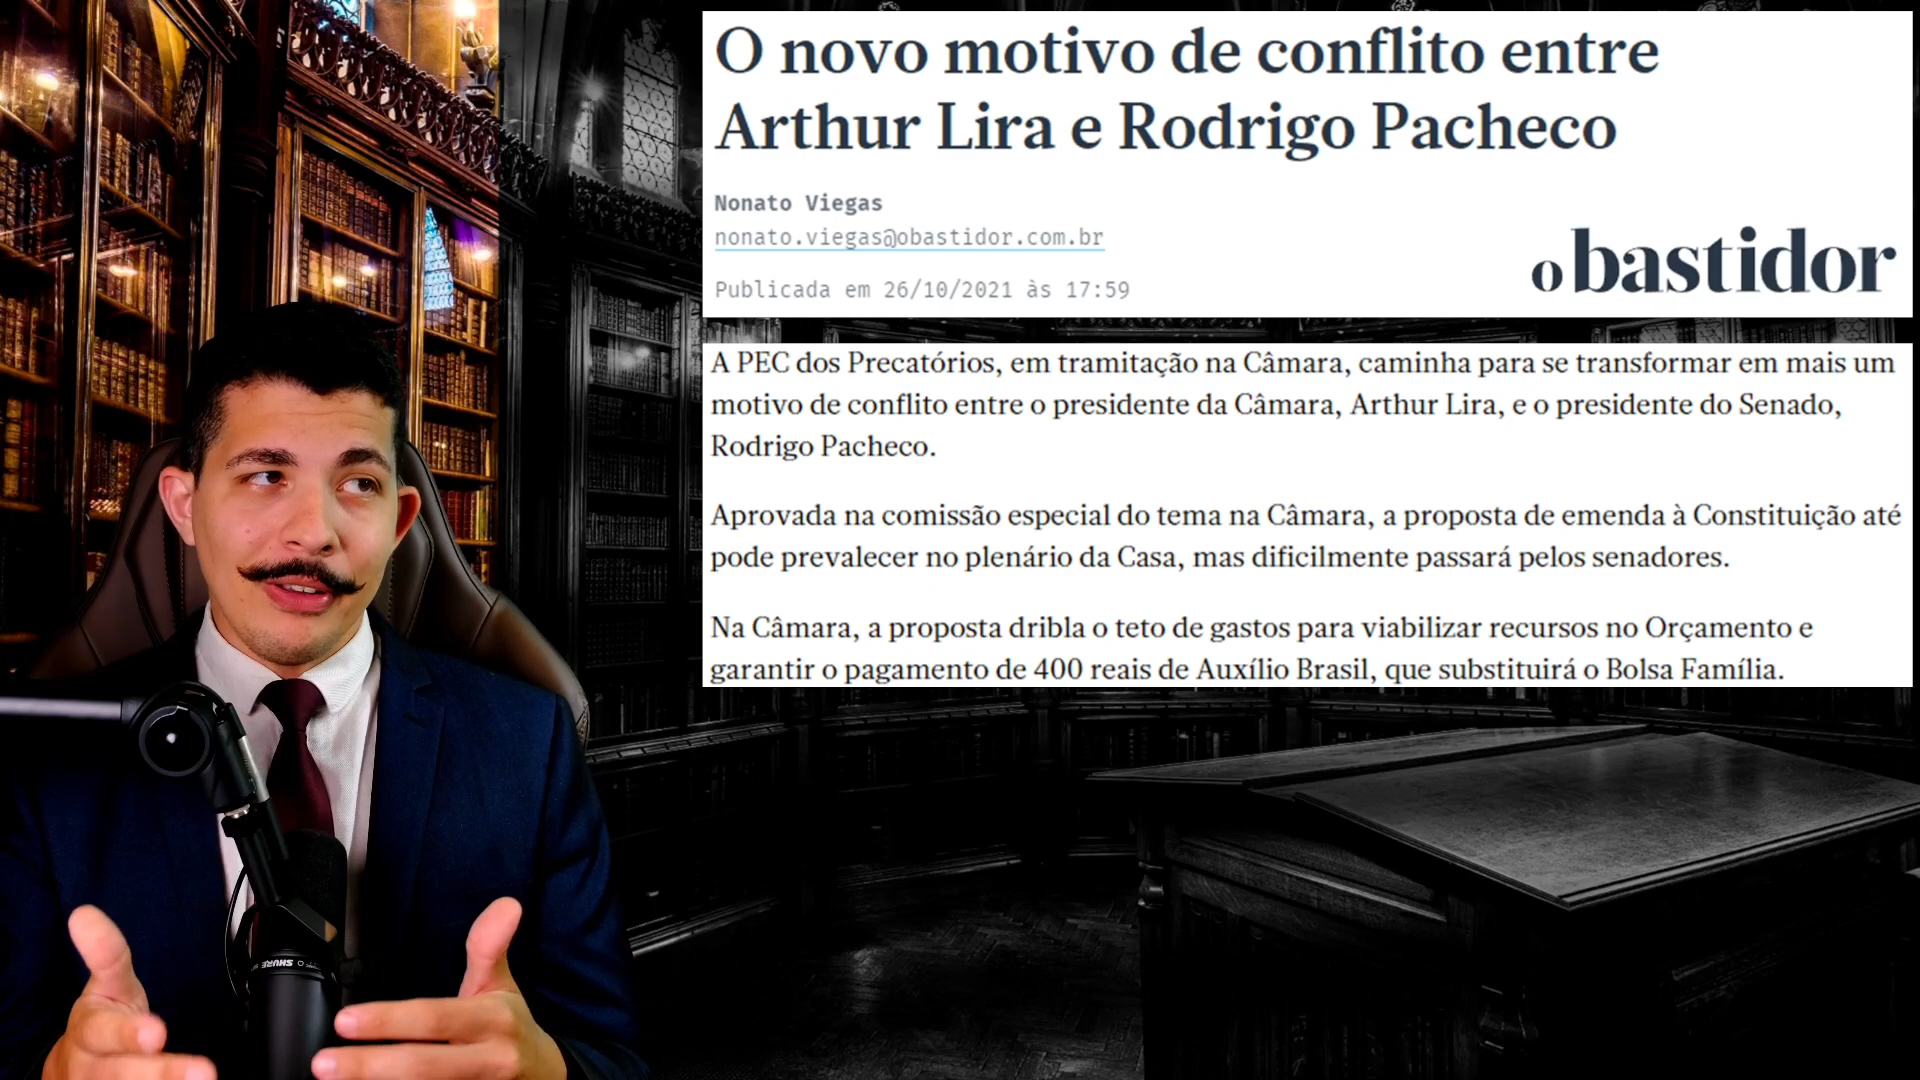 O novo motivo de conflito entre
Arthur Lira e Rodrigo Pacheco
Nonato Viegas
nonato.viegas@obastidor.com.br
Publicada em 26/10/2021 às 17:59
o bastidor
A PEC dos Precatórios, em tramitação na Câmara, caminha para se transformar em mais um
motivo de conflito entre o presidente da Câmara, Arthur Lira, e o presidente do Senado,
Rodrigo Pacheco.
Aprovada na comissão especial do tema na Câmara, a proposta de emenda à Constituição até
pode prevalecer no plenário da Casa, mas dificilmente passará pelos senadores.
Na Câmara, a proposta dribla o teto de gastos para viabilizar recursos no Orçamento e
garantir o pagamento de 400 reais de Auxílio Brasil, que substituirá o Bolsa Família.
SHURE